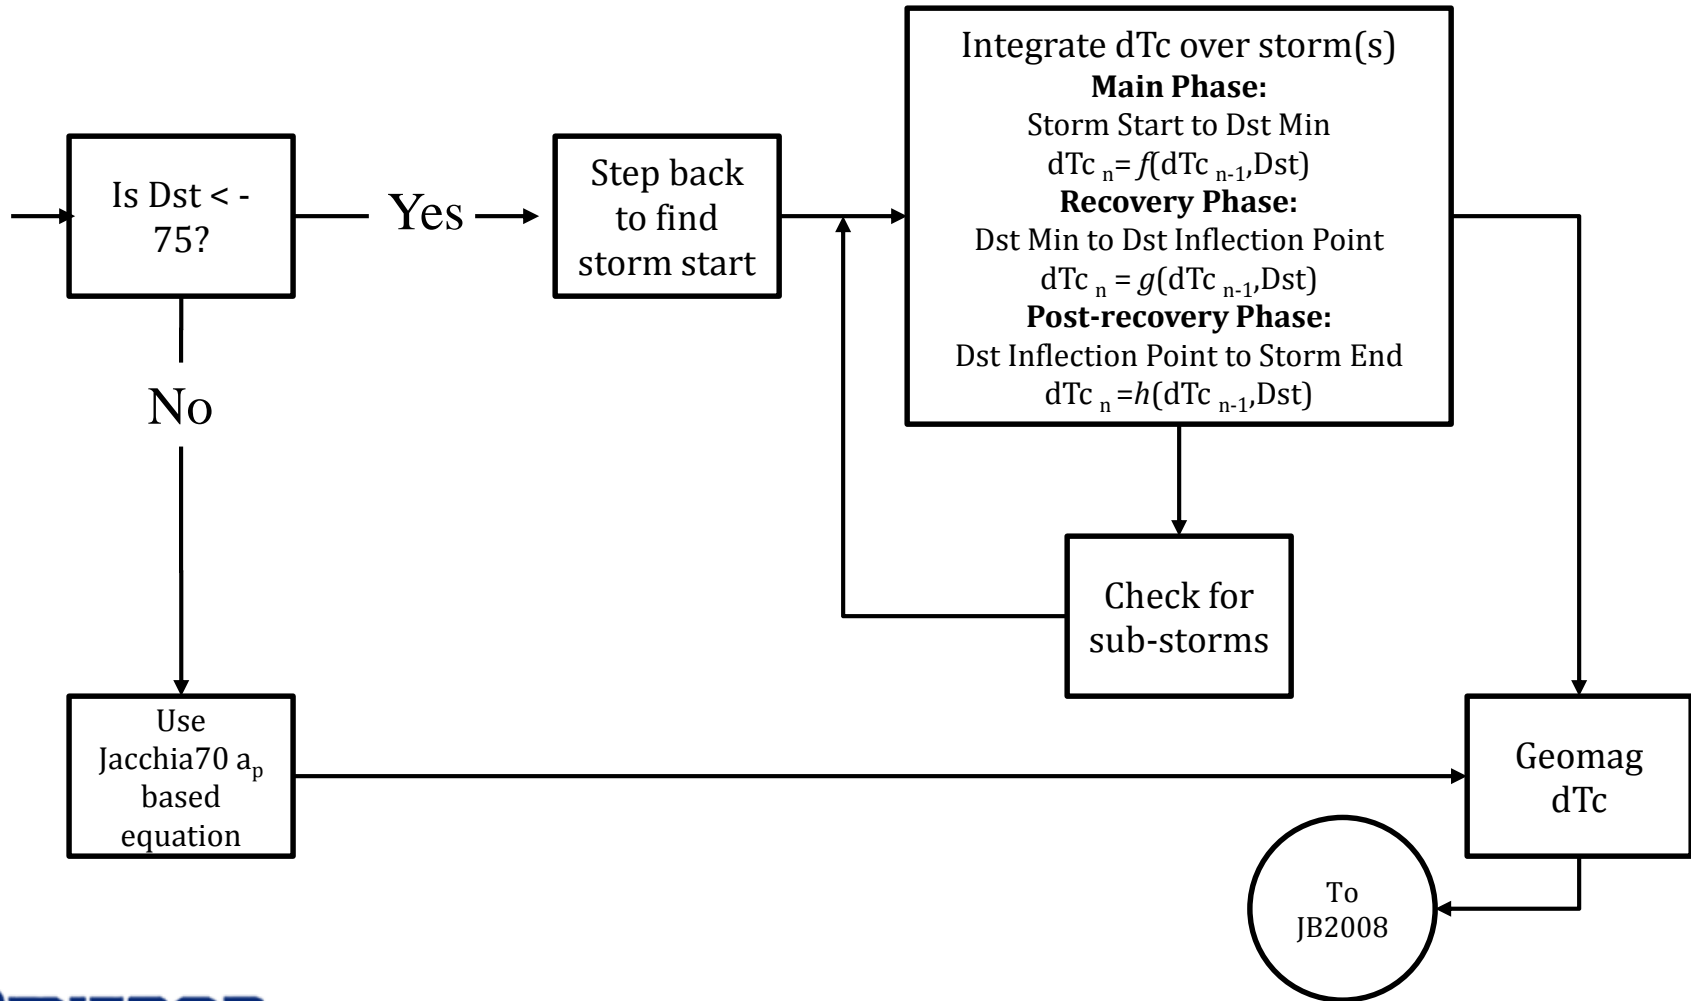 Is Dst < -
75?
Yes
Step back
to find
storm start
Integrate dTc over storm(s)
Main Phase:
Storm Start to Dst Min
dTc n= f(dTc n-1,Dst)
Recovery Phase:
Dst Min to Dst Inflection Point
dTc n = g(dTc n-1,Dst)
Post-recovery Phase:
Dst Inflection Point to Storm End
dTc n =h(dTc n-1,Dst)
No
Check for
sub-storms
Use
Jacchia70 ap
based
equation
Geomag
dTc
To
JB2008